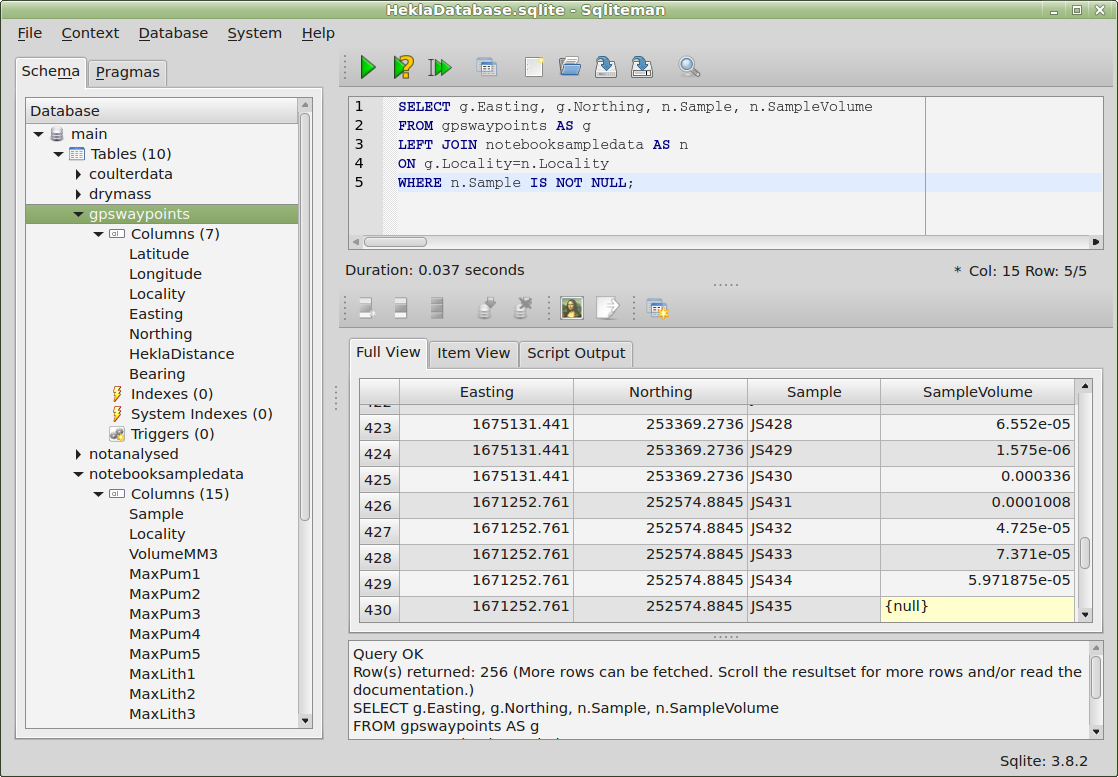 HeklaDatabase.sqlite - Sqliteman
File Context Database System Help
Schema Pragmas
Database
main
Tables (10)
coulterdata
drymass
gpswaypoints
Columns (7)
Latitude
Longitude
Locality
Easting
Northing
HeklaDistance
Bearing
Indexes (0)
System Indexes (0)
Triggers (0)
notanalysed
notebooksampledata
Columns (15)
Sample
Locality
VolumeMM3
MaxPum1
MaxPum2
MaxPum3
MaxPum4
MaxPum5
MaxLith1
MaxLith2
MaxLith3
1 SELECT g.Easting, g.Northing, n.Sample, n.SampleVolume
2 FROM gpswaypoints AS g
3 LEFT JOIN notebooksampledata AS n
4 ON g.Locality=n.Locality
5 WHERE n.Sample IS NOT NULL;
Duration: 0.037 seconds * Col: 15 Row: 5/5
Full View Item View Script Output
Easting Northing Sample SampleVolume
423 1675131.441 253369.2736 JS428 6.552e-05
424 1675131.441 253369.2736 JS429 1.575e-06
425 1675131.441 253369.2736 JS430 0.000336
426 1671252.761 252574.8845 JS431 0.0001008
427 1671252.761 252574.8845 JS432 4.725e-05
428 1671252.761 252574.8845 JS433 7.371e-05
429 1671252.761 252574.8845 JS434 5.971875e-05
430 1671252.761 252574.8845 JS435 {null}
Query OK
Row(s) returned: 256 (More rows can be fetched. Scroll the resultset for more rows and/or read the
documentation.)
SELECT g.Easting, g.Northing, n.Sample, n.SampleVolume
FROM gpswaypoints AS g
Sqlite: 3.8.2